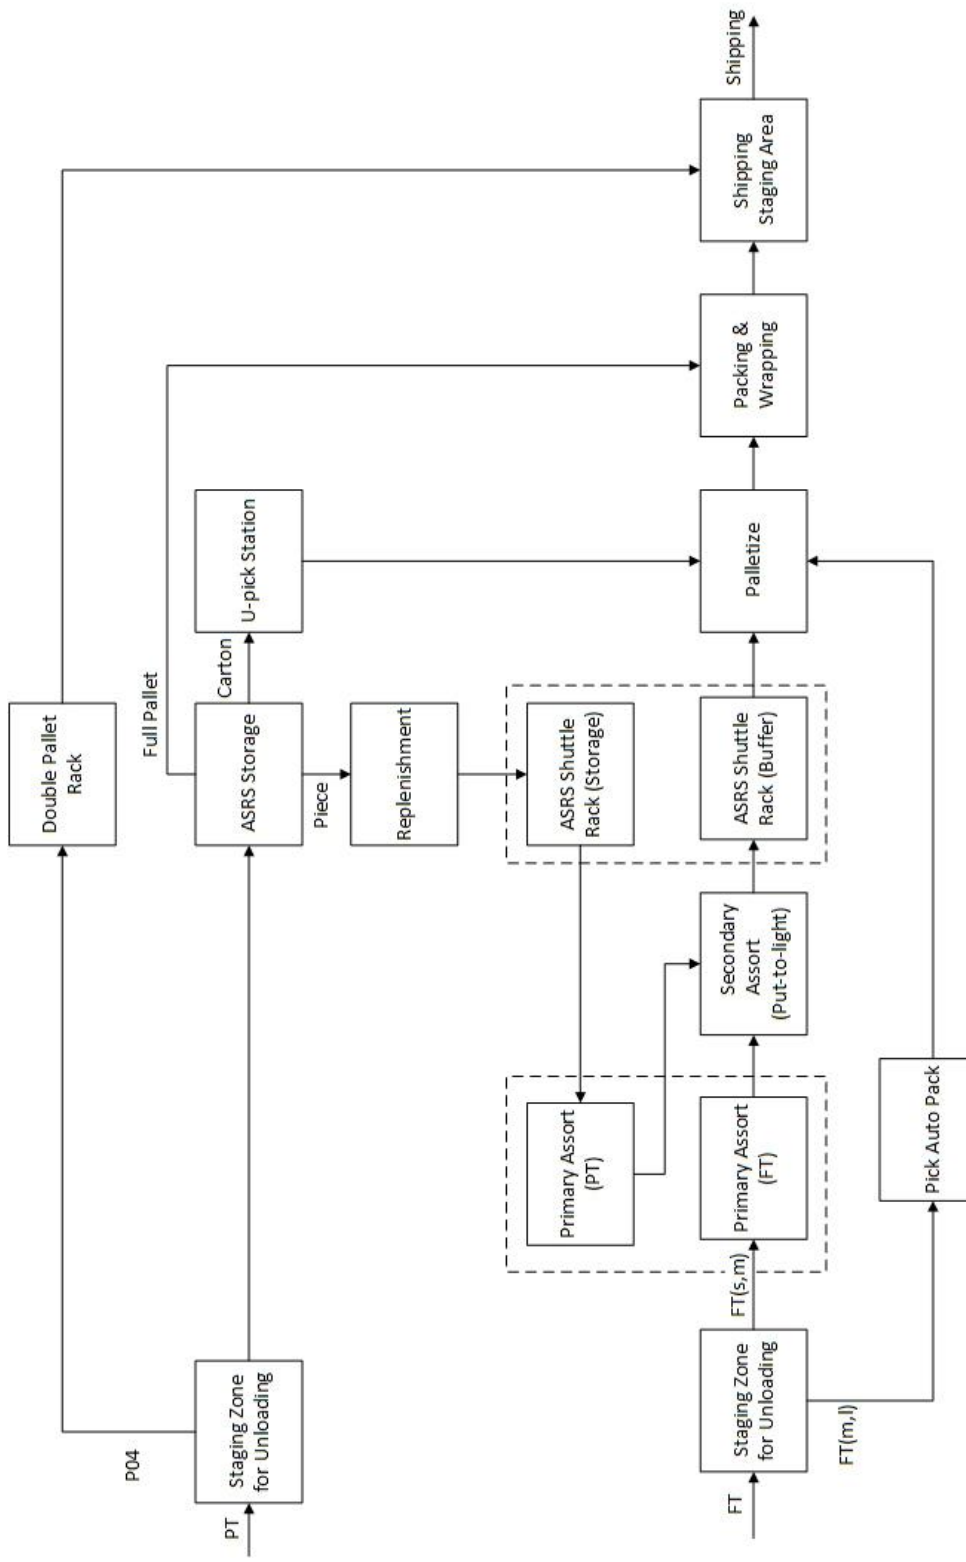 Double Pallet
Rack
P04
Full Pallet
PT
Staging Zone
for Unloading
ASRS Storage
Carton
U-pick Station
Piece
Replenishment
Primary Assort
(PT)
ASRS Shuttle
Rack (Storage)
FT
Staging Zone
for Unloading
FT(s,m)
Primary Assort
(FT)
Secondary
Assort
(Put-to-light)
ASRS Shuttle
Rack (Buffer)
Palletize
Packing &
Wrapping
Shipping
Staging Area
Shipping
FT(m,l)
Pick Auto Pack